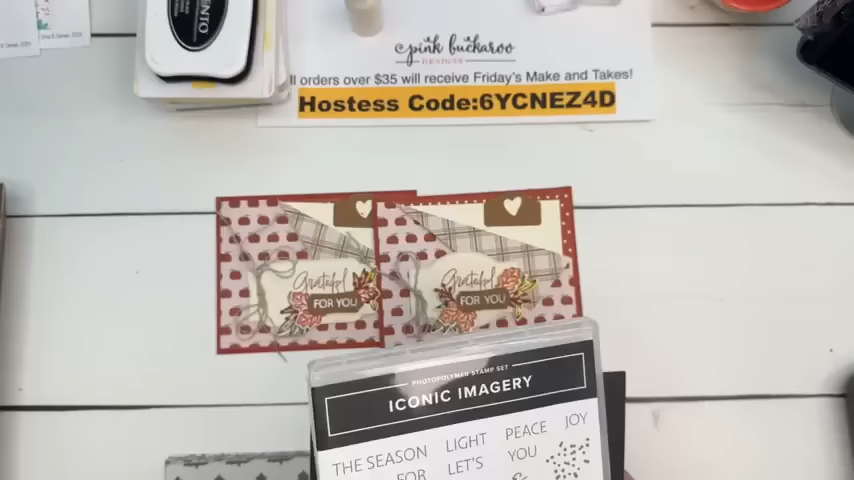 pink buckaroo
DESIGNS
ll orders over $35 will receive Friday's Make and Takes!
Hostess Code:6YCNEZ4D
Grateful
FOR YOU
Grateful
FOR YOU
PHOTOPOLYMER STAMP SET
ICONIC IMAGERY
THE SEASON LIGHT PEACE JOY
FOR LET'S YOU
&